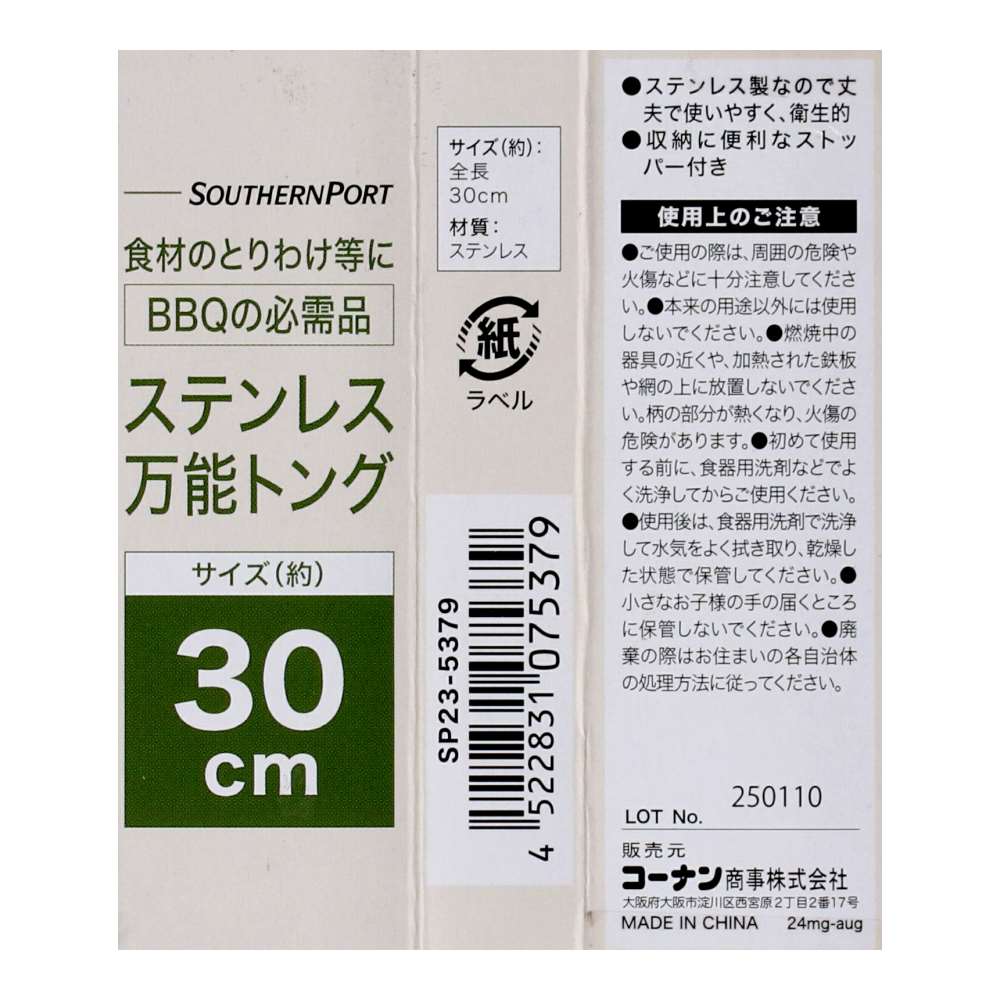 SOUTHERNPORT
食材のとりわけ等に
BBQの必需品
ステンレス
万能トング
サイズ(約)
30
cm
サイズ(約):
全長
30cm
材質:
ステンレス
紙
ラベル
SP23-5379
4 522831 075379
●ステンレス製なので丈
夫で使いやすく、衛生的
●収納に便利なストッ
パー付き
使用上のご注意
●ご使用の際は、周囲の危険や
火傷などに十分注意してくださ
い。●本来の用途以外には使用
しないでください。●燃焼中の
器具の近くや、加熱された鉄板
や網の上に放置しないでくださ
い。柄の部分が熱くなり、火傷の
危険があります。●初めて使用
する前に、食器用洗剤などでよ
く洗浄してからご使用ください。
●使用後は、食器用洗剤で洗浄
して水気をよく拭き取り、乾燥し
た状態で保管してください。●
小さなお子様の手の届くところ
に保管しないでください。●廃
棄の際はお住まいの各自治体
の処理方法に従ってください。
LOT No. 250110
販売元
コーナン商事株式会社
大阪府大阪市淀川区西宮原2丁目2番17号
MADE IN CHINA 24mg-aug